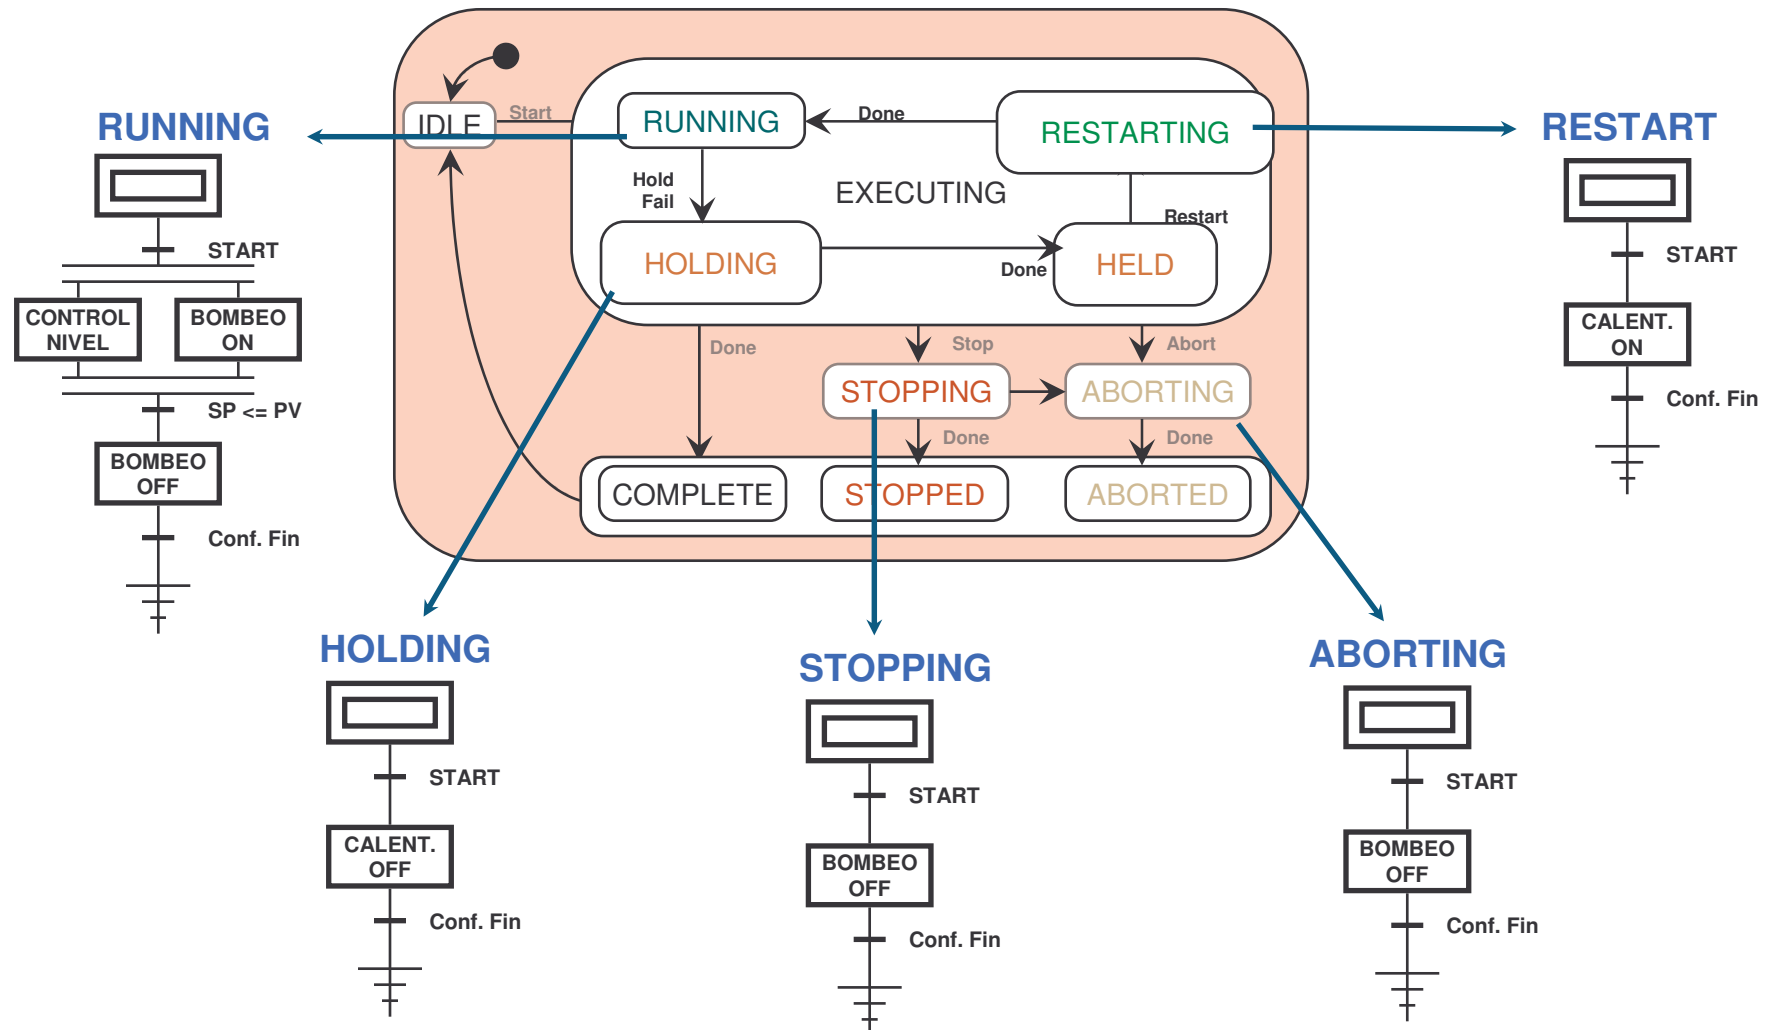 IDLE
Start
RUNNING
Done
RESTARTING
Hold
Fail
EXECUTING
Restart
HOLDING
Done
HELD
Done
Stop
Abort
STOPPING
ABORTING
Done
Done
COMPLETE
STOPPED
ABORTED
RUNNING
START
CONTROL
NIVEL
BOMBEO
ON
SP <= PV
BOMBEO
OFF
Conf. Fin
RESTART
START
CALENT.
ON
Conf. Fin
HOLDING
START
CALENT.
OFF
Conf. Fin
STOPPING
START
BOMBEO
OFF
Conf. Fin
ABORTING
START
BOMBEO
OFF
Conf. Fin